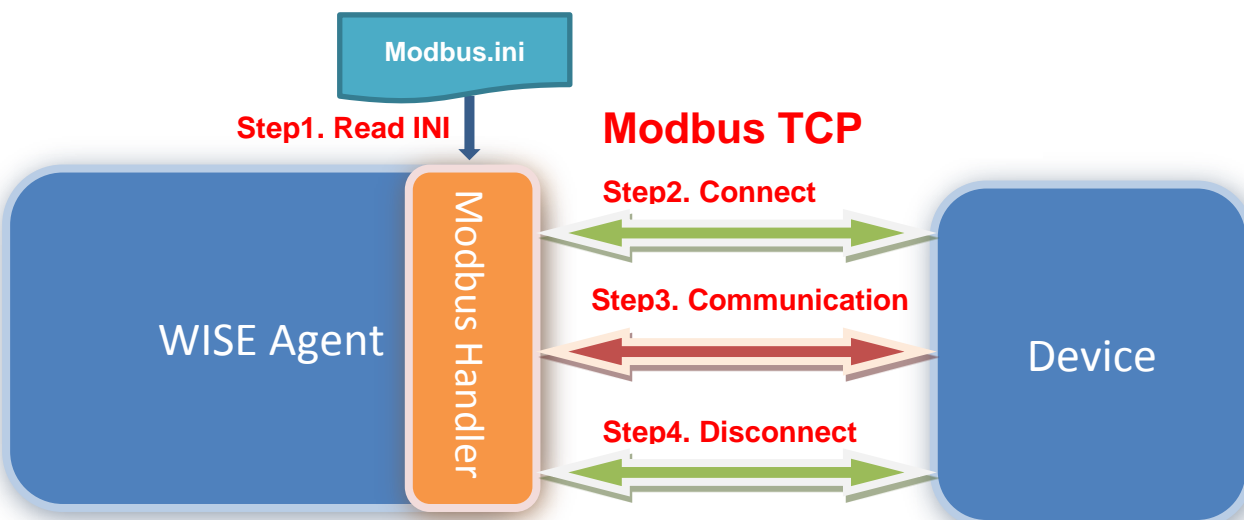 Modbus.ini
Step1. Read INI
Modbus TCP
Step2. Connect
Step3. Communication
Step4. Disconnect
WISE Agent
Modbus Handler
Device